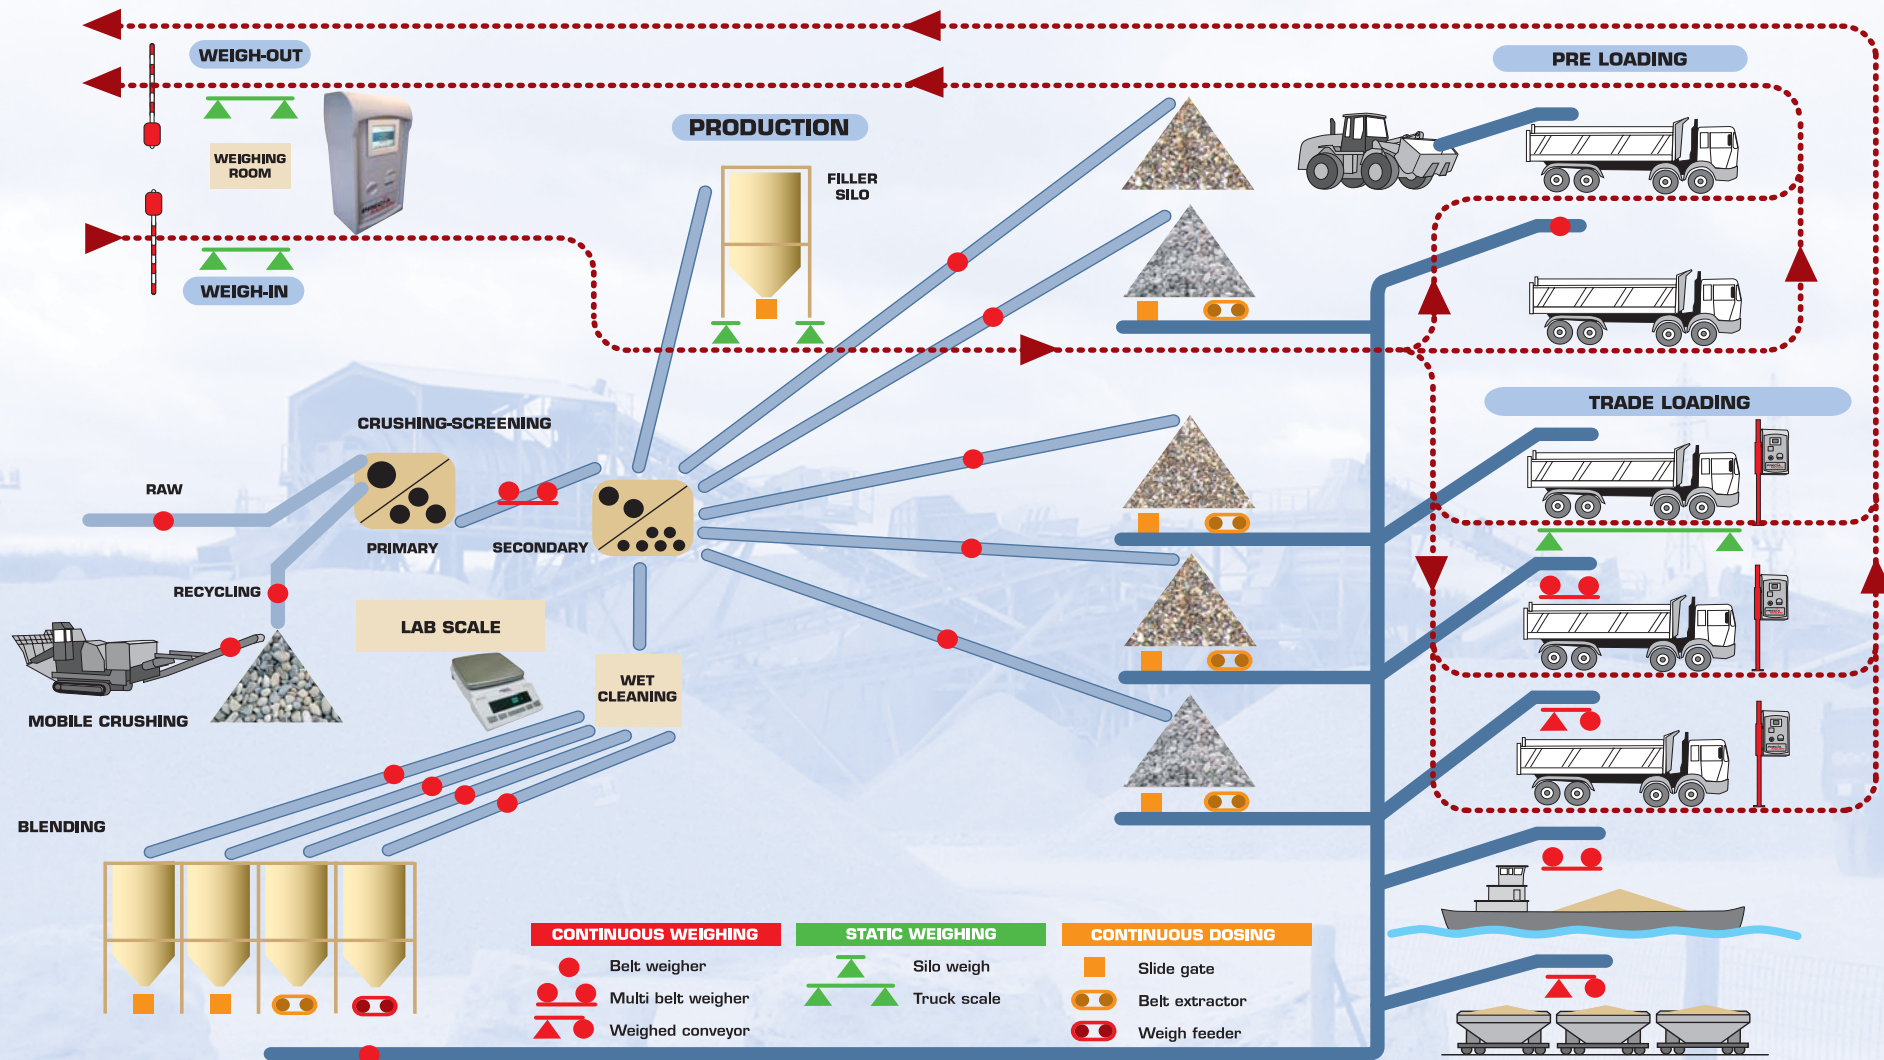 WEIGH-OUT
WEIGHING
ROOM
WEIGH-IN
PRODUCTION
FILLER
SILO
PRE LOADING
TRADE LOADING
CRUSHING-SCREENING
RAW
PRIMARY
SECONDARY
RECYCLING
LAB SCALE
MOBILE CRUSHING
WET
CLEANING
BLENDING
CONTINUOUS WEIGHING
Belt weigher
Multi belt weigher
Weighed conveyor
STATIC WEIGHING
Silo weigh
Truck scale
CONTINUOUS DOSING
Slide gate
Belt extractor
Weigh feeder